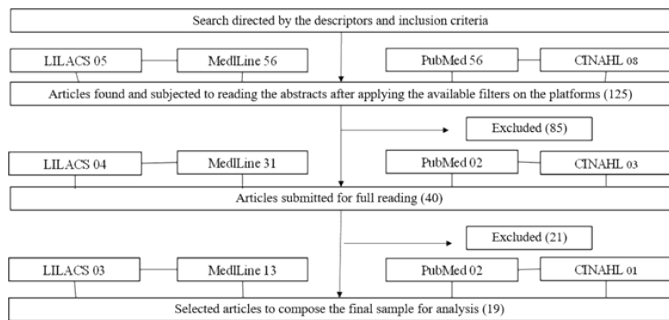 Search directed by the descriptors and inclusion criteria
LILACS 05
MedlLine 56
PubMed 56
CINAHL 08
Articles found and subjected to reading the abstracts after applying the available filters on the platforms (125)
Excluded (85)
LILACS 04
MedlLine 31
PubMed 02
CINAHL 03
Articles submitted for full reading (40)
Excluded (21)
LILACS 03
MedlLine 13
PubMed 02
CINAHL 01
Selected articles to compose the final sample for analysis (19)